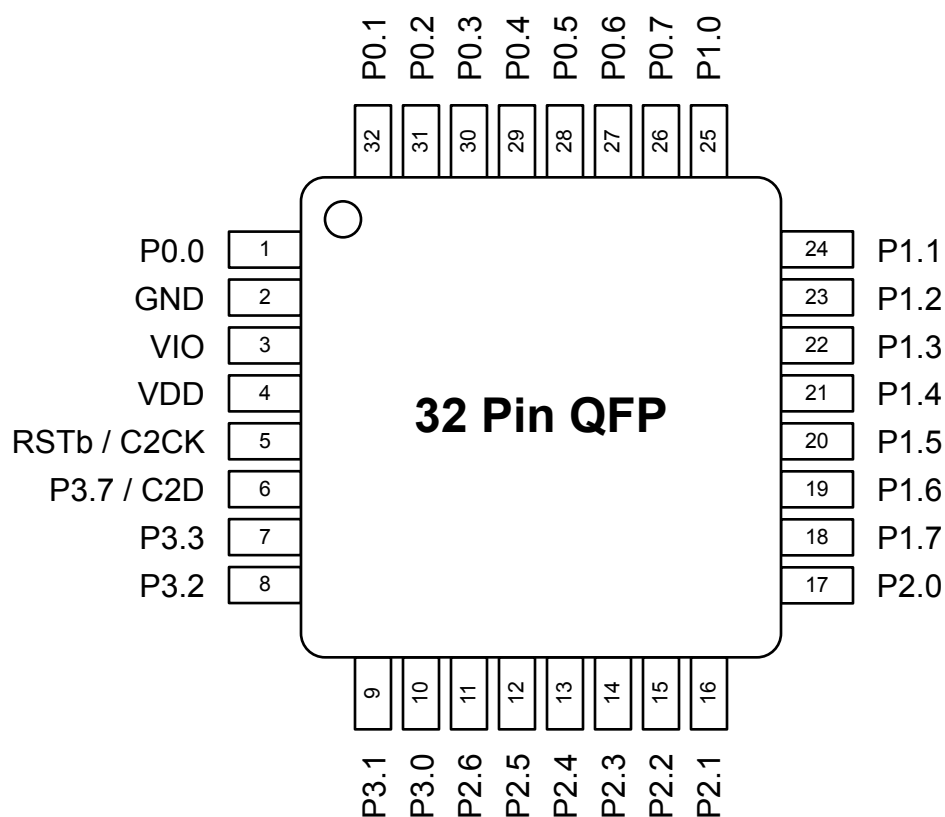 P0.1 P0.2 P0.3 P0.4 P0.5 P0.6 P0.7 P1.0
32 31 30 29 28 27 26 25
P0.0 1 24 P1.1
GND 2 23 P1.2
VIO 3 22 P1.3
VDD 4 21 P1.4
32 Pin QFP
RSTb / C2CK 5 20 P1.5
P3.7 / C2D 6 19 P1.6
P3.3 7 18 P1.7
P3.2 8 17 P2.0
9 10 11 12 13 14 15 16
P3.1 P3.0 P2.6 P2.5 P2.4 P2.3 P2.2 P2.1